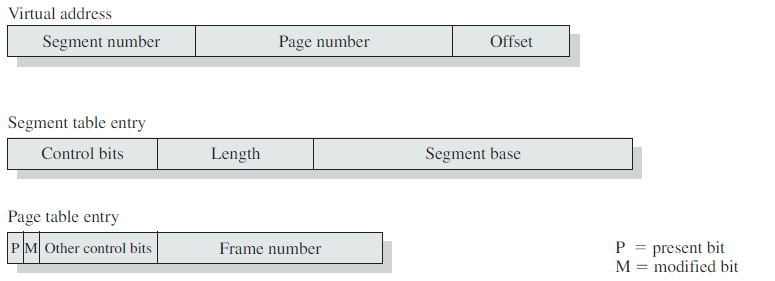 Virtual address
Segment number Page number Offset
Segment table entry
Control bits Length Segment base
Page table entry
P M Other control bits Frame number
P = present bit
M = modified bit